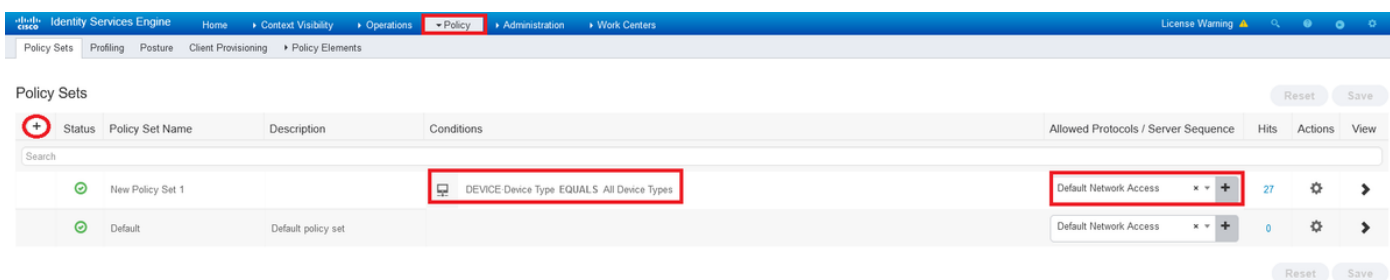 cisco Identity Services Engine Home Context Visibility Operations Policy Administration Work Centers License Warning
Policy Sets Profiling Posture Client Provisioning Policy Elements
Policy Sets
Reset Save
+ Status Policy Set Name Description Conditions Allowed Protocols / Server Sequence Hits Actions View
Search
New Policy Set 1 DEVICE Device Type EQUALS All Device Types Default Network Access × + 27
Default Default policy set Default Network Access × + 0
Reset Save